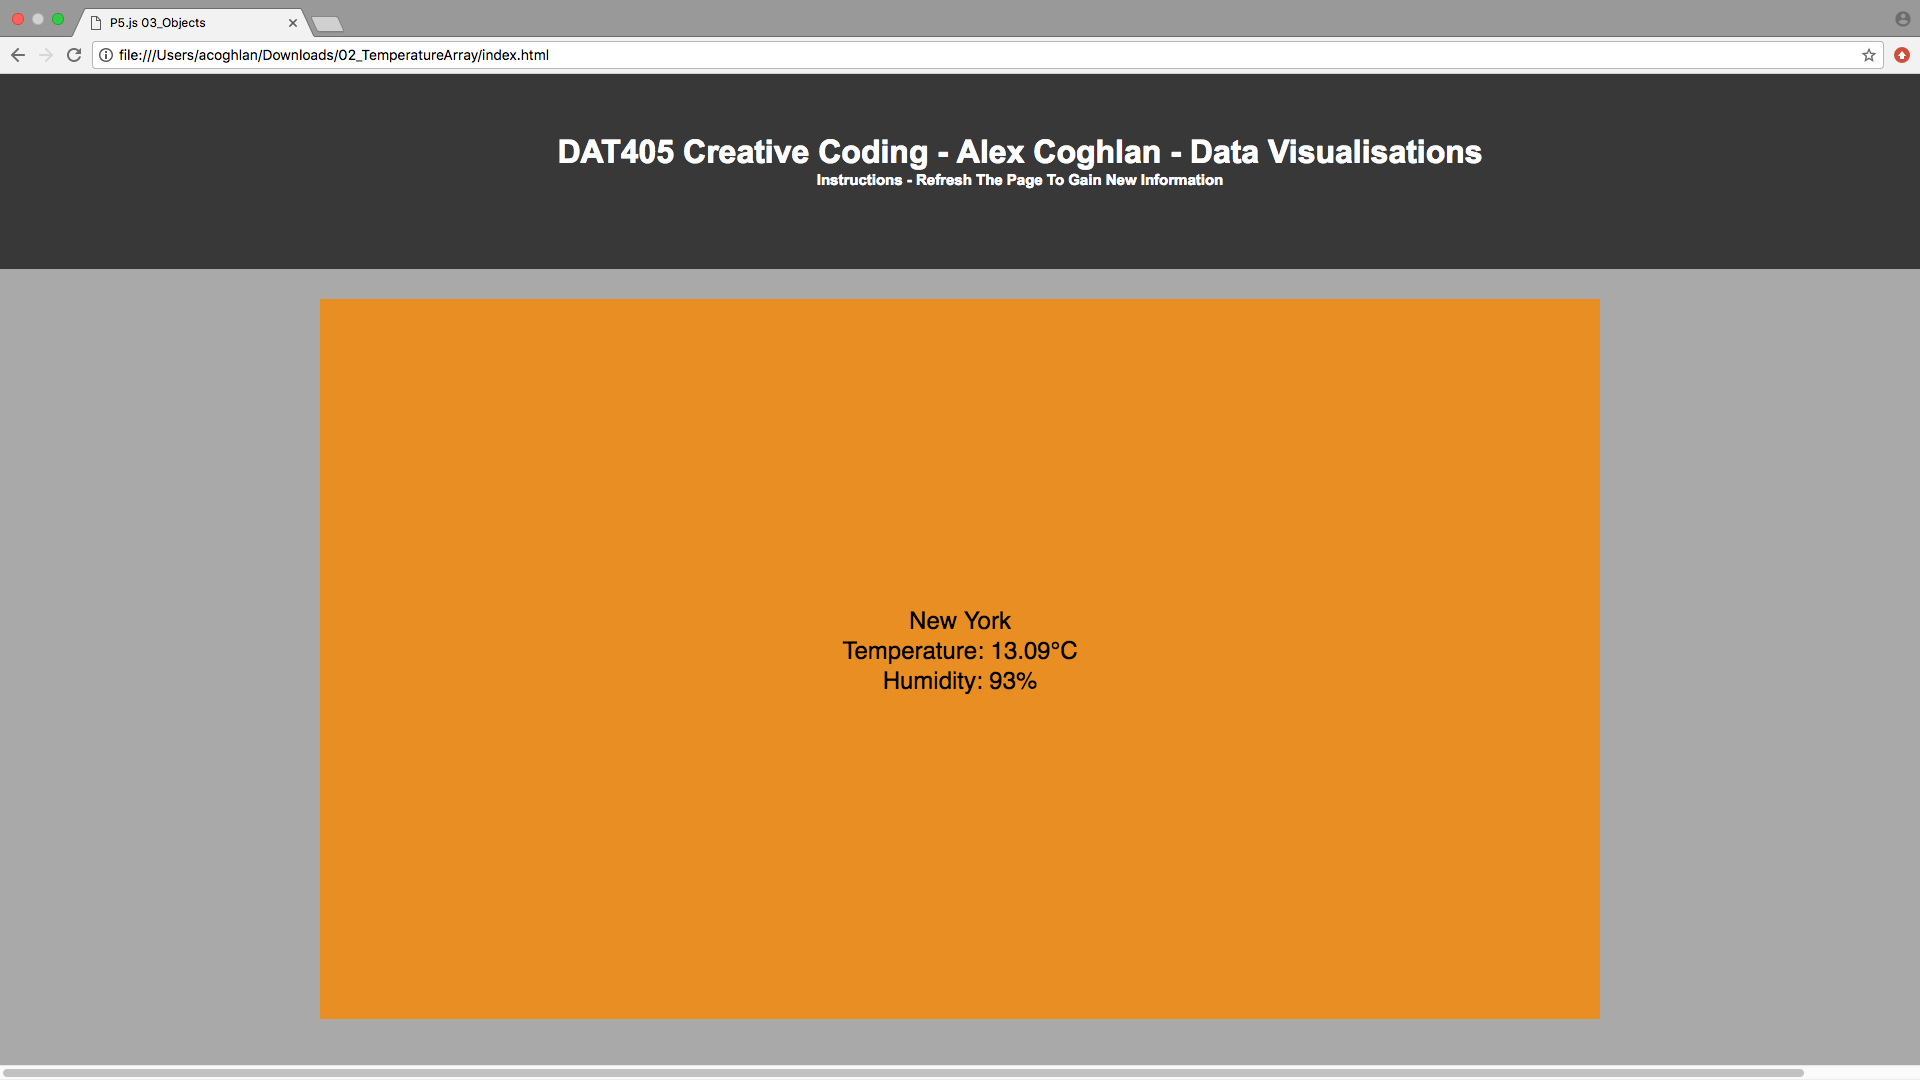 P5.js 03_Objects
file:///Users/acoghlan/Downloads/02_TemperatureArray/index.html
DAT405 Creative Coding - Alex Coghlan - Data Visualisations
Instructions - Refresh The Page To Gain New Information
New York
Temperature: 13.09°C
Humidity: 93%